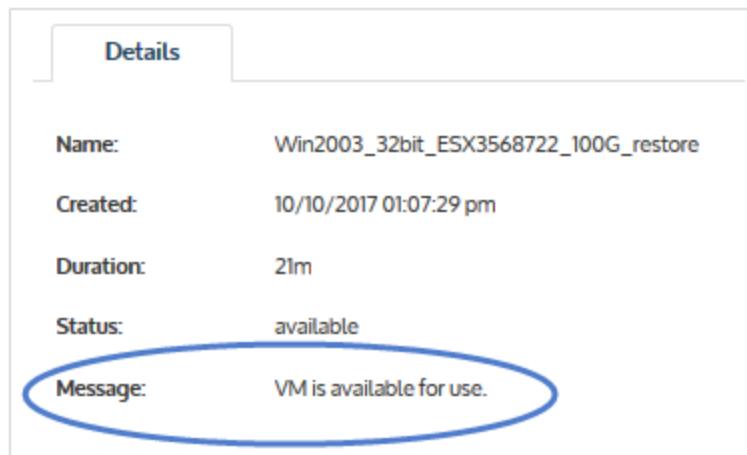 Details
Name: Win2003_32bit_ESX3568722_100G_restore
Created: 10/10/2017 01:07:29 pm
Duration: 21m
Status: available
Message: VM is available for use.